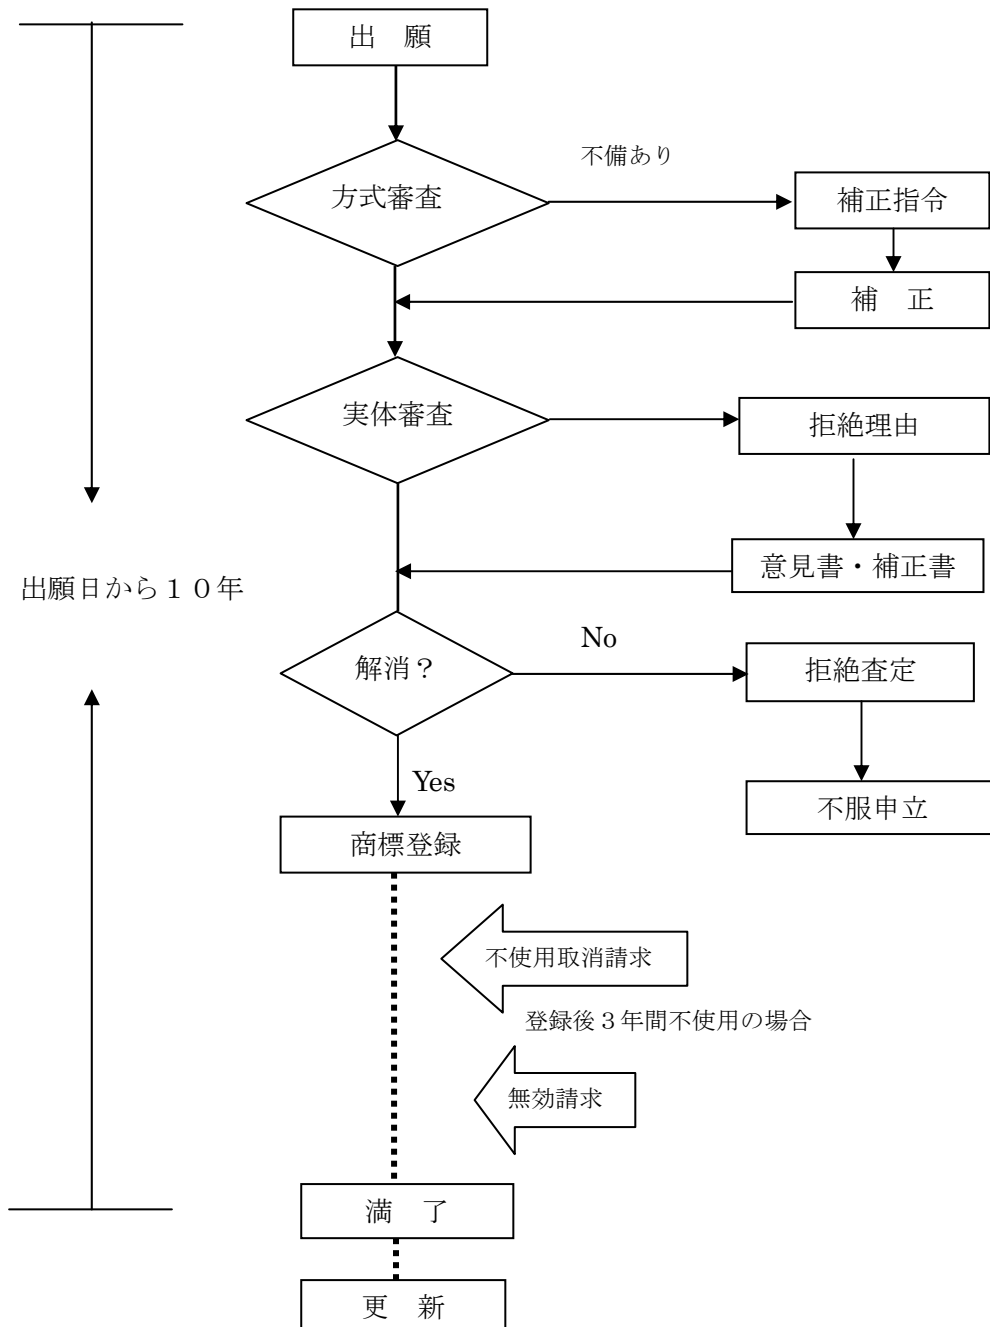 出　願
不備あり
方式審査
補正指令
補　正
実体審査
拒絶理由
意見書・補正書
出願日から１０年
No
解消？
拒絶査定
Yes
不服申立
商標登録
不使用取消請求
登録後３年間不使用の場合
無効請求
満　了
更　新